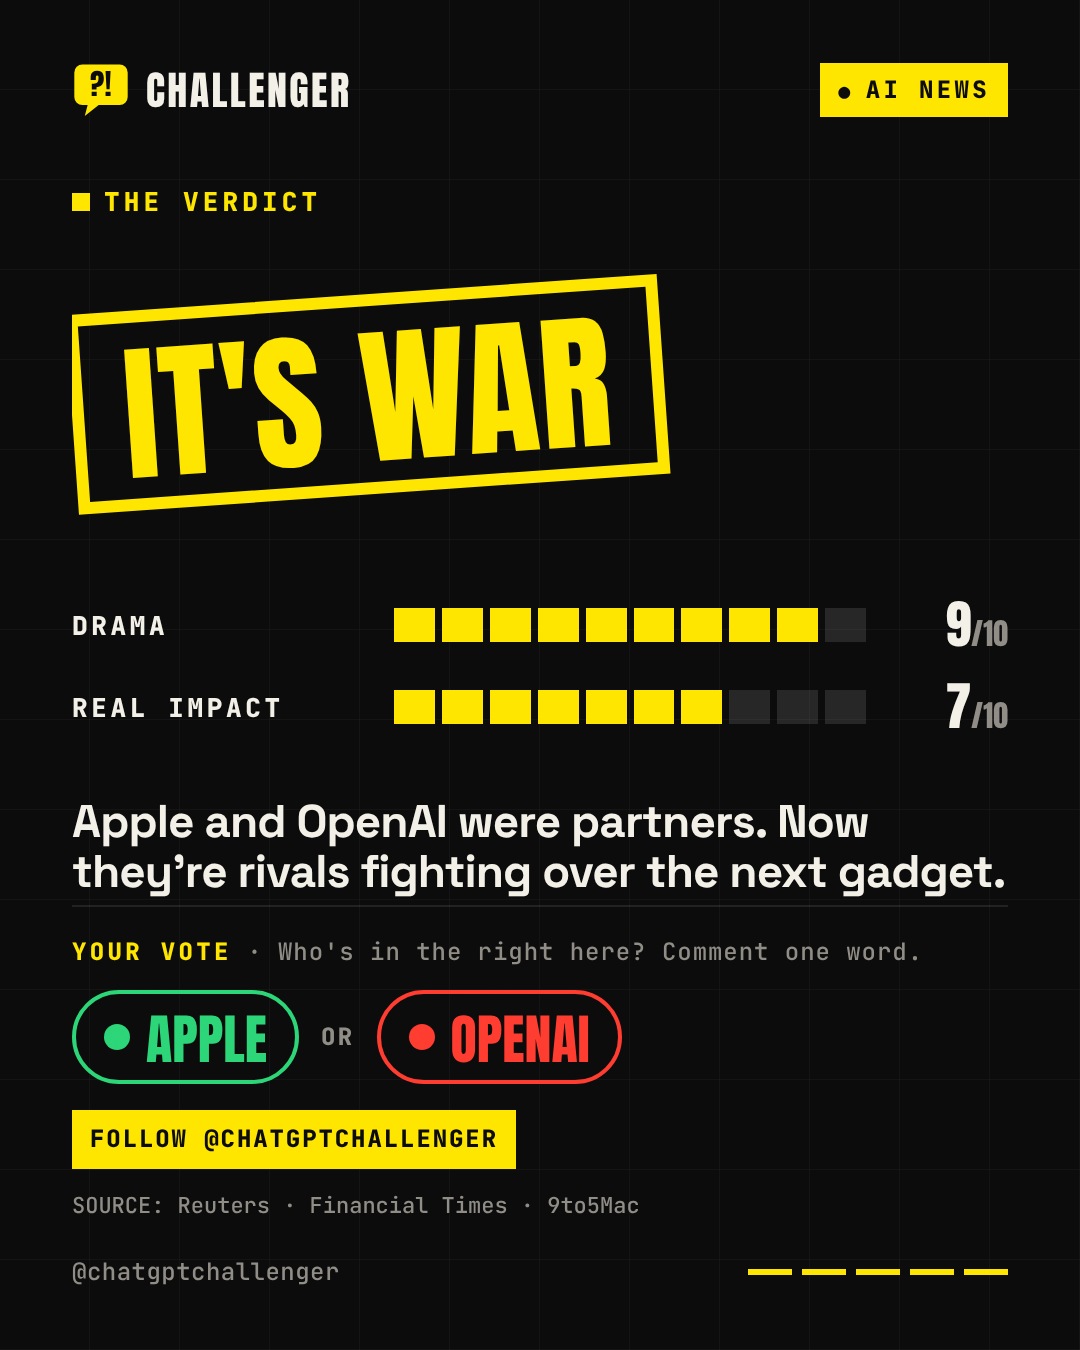 ?! CHALLENGER
● AI NEWS
THE VERDICT
IT'S WAR
DRAMA 9/10
REAL IMPACT 7/10
Apple and OpenAI were partners. Now
they’re rivals fighting over the next gadget.
YOUR VOTE · Who's in the right here? Comment one word.
APPLE OR OPENAI
FOLLOW @CHATGPTCHALLENGER
SOURCE: Reuters · Financial Times · 9to5Mac
@chatgptchallenger